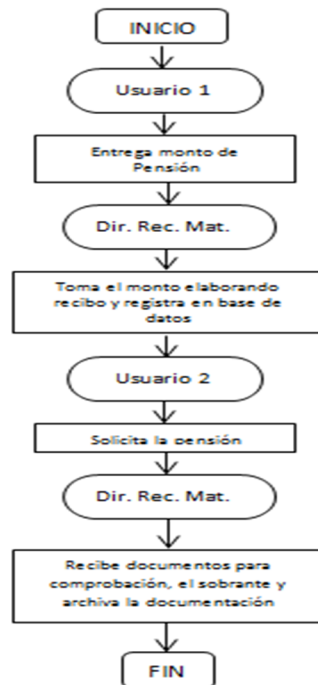 INICIO
Usuario 1
Entrega monto de
Pensión
Dir. Rec. Mat.
Toma el monto elaborando
recibo y registra en base de
datos
Usuario 2
Solicita la pensión
Dir. Rec. Mat.
Recibe documentos para
comprobación, el sobrante y
archiva la documentación
FIN